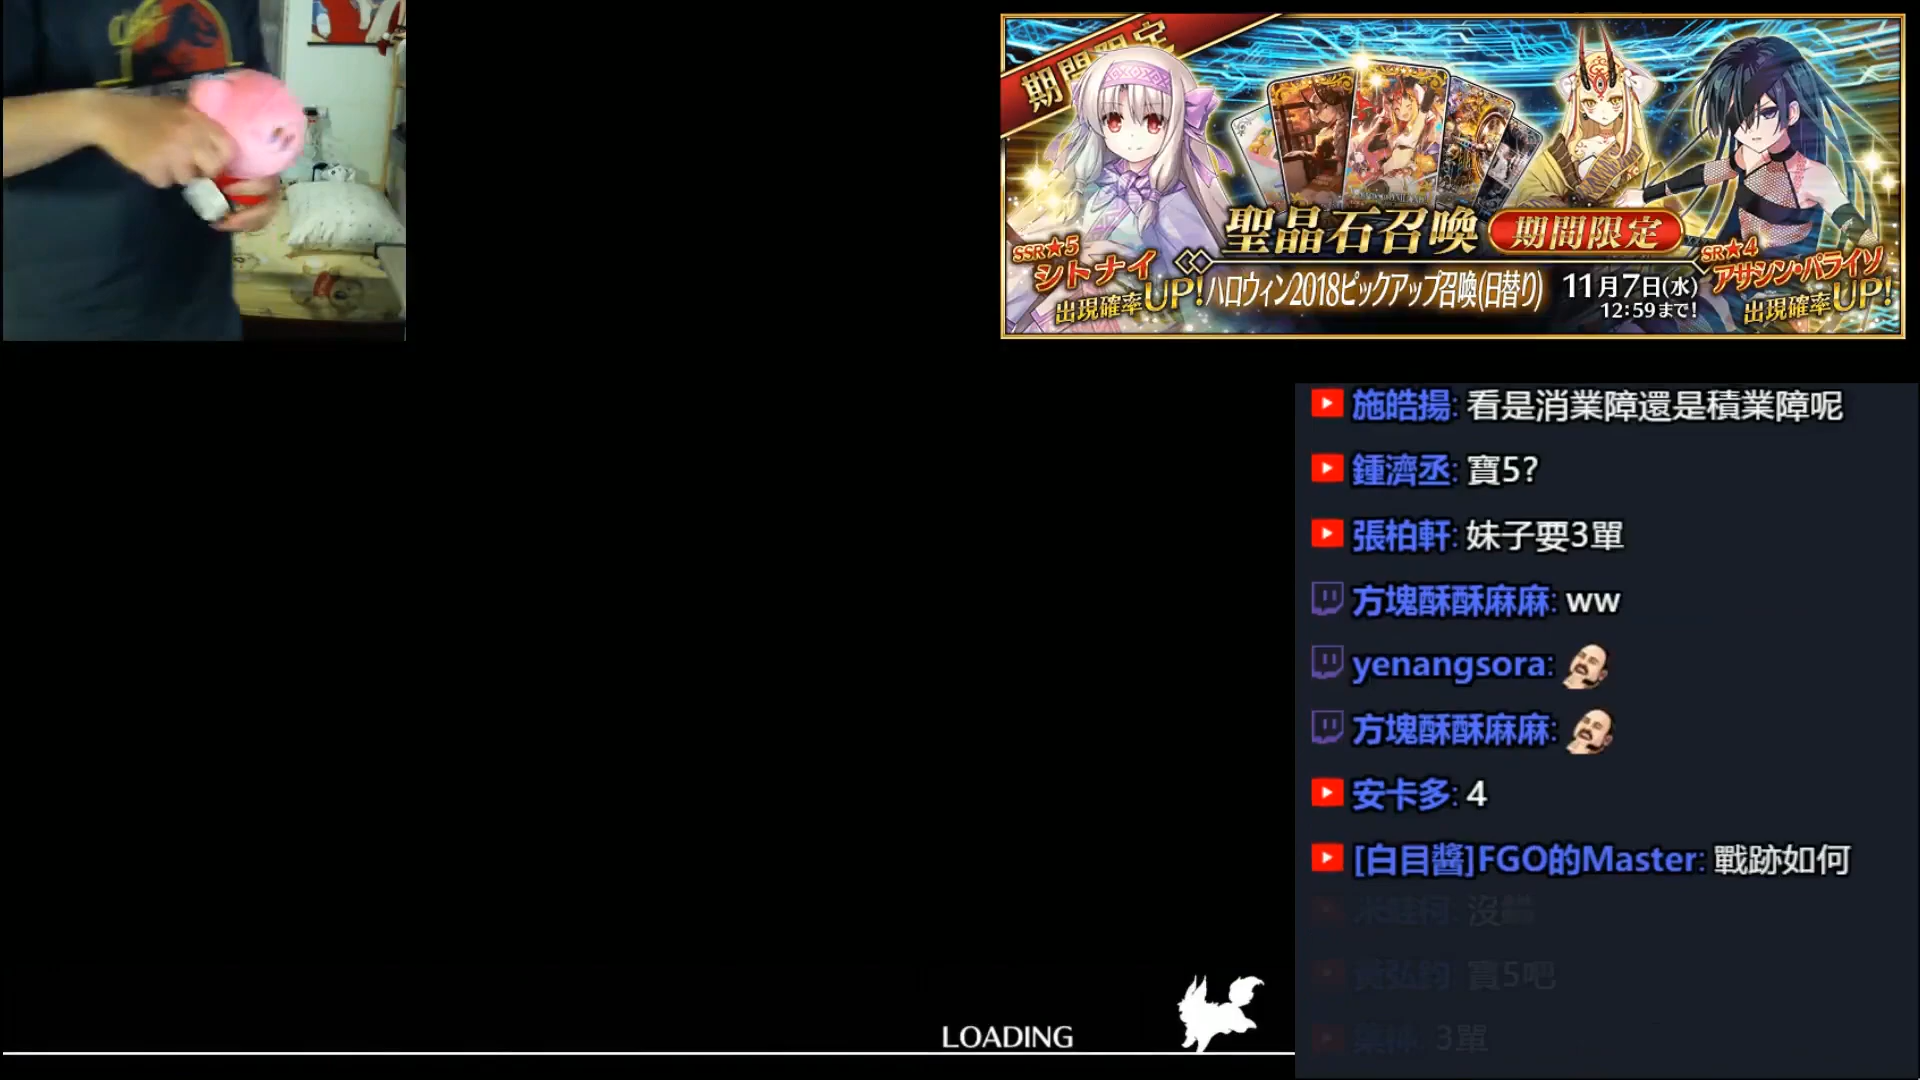 期間限定
SSR★5
シトナイ
出現確率UP!
聖晶石召喚 期間限定
ハロウィン2018ピックアップ召喚(日替り)
11月7日(水)
12:59まで!
SR★4
アサシン・パライソ
出現確率UP!
施皓揚: 看是消業障還是積業障呢
鍾濟丞: 寶5?
張柏軒: 妹子要3單
方塊酥酥麻麻: ww
yenangsora:
方塊酥酥麻麻:
安卡多: 4
[白目醬]FGO的Master: 戰跡如何
寶5吧
3單
LOADING